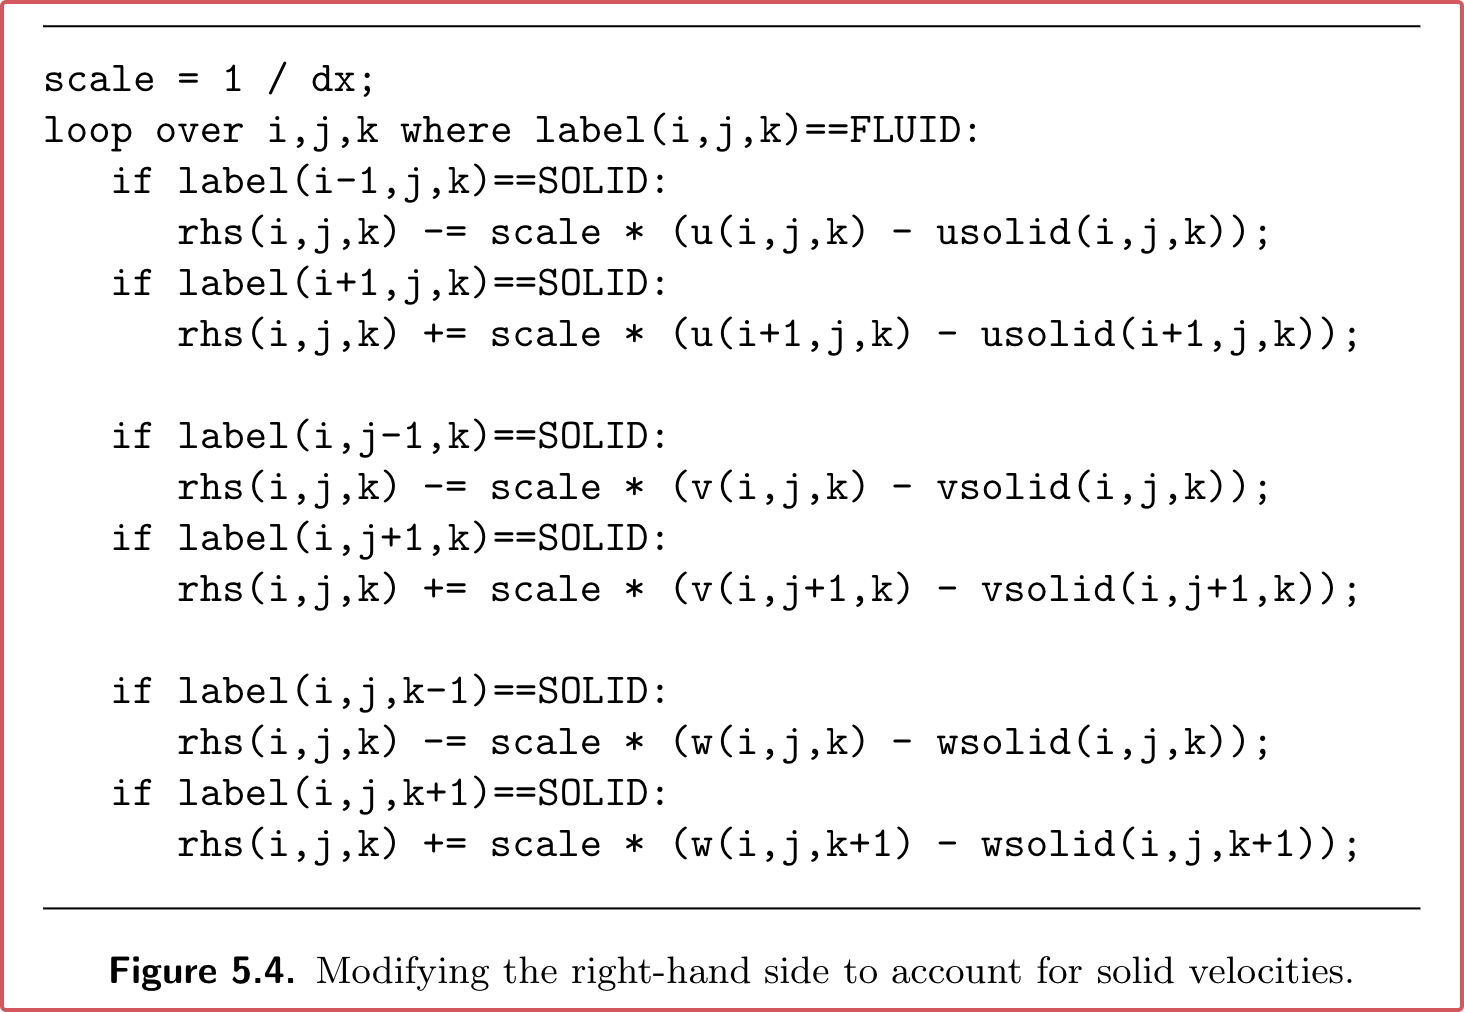 scale = 1 / dx;
loop over i,j,k where label(i,j,k)==FLUID:
   if label(i-1,j,k)==SOLID:
      rhs(i,j,k) -= scale * (u(i,j,k) - usolid(i,j,k));
   if label(i+1,j,k)==SOLID:
      rhs(i,j,k) += scale * (u(i+1,j,k) - usolid(i+1,j,k));

   if label(i,j-1,k)==SOLID:
      rhs(i,j,k) -= scale * (v(i,j,k) - vsolid(i,j,k));
   if label(i,j+1,k)==SOLID:
      rhs(i,j,k) += scale * (v(i,j+1,k) - vsolid(i,j+1,k));

   if label(i,j,k-1)==SOLID:
      rhs(i,j,k) -= scale * (w(i,j,k) - wsolid(i,j,k));
   if label(i,j,k+1)==SOLID:
      rhs(i,j,k) += scale * (w(i,j,k+1) - wsolid(i,j,k+1));

Figure 5.4. Modifying the right-hand side to account for solid velocities.